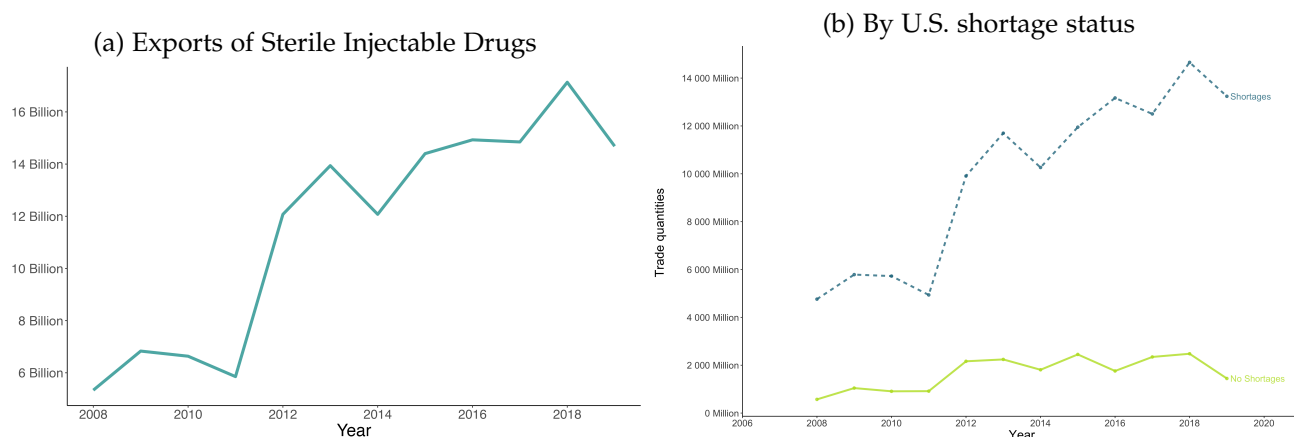 (a) Exports of Sterile Injectable Drugs
16 Billion
14 Billion
12 Billion
10 Billion
8 Billion
6 Billion
2008 2010 2012 2014 2016 2018
Year
(b) By U.S. shortage status
Trade quantities
14 000 Million
12 000 Million
10 000 Million
8 000 Million
6 000 Million
4 000 Million
2 000 Million
0 Million
Shortages
No Shortages
2006 2008 2010 2012 2014 2016 2018 2020
Year